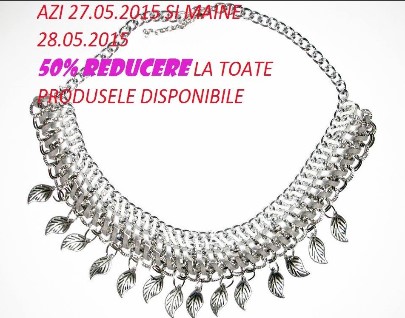 AZI 27.05.2015 SI MAINE
28.05.2015
50% REDUCERE LA TOATE
PRODUSELE DISPONIBILE